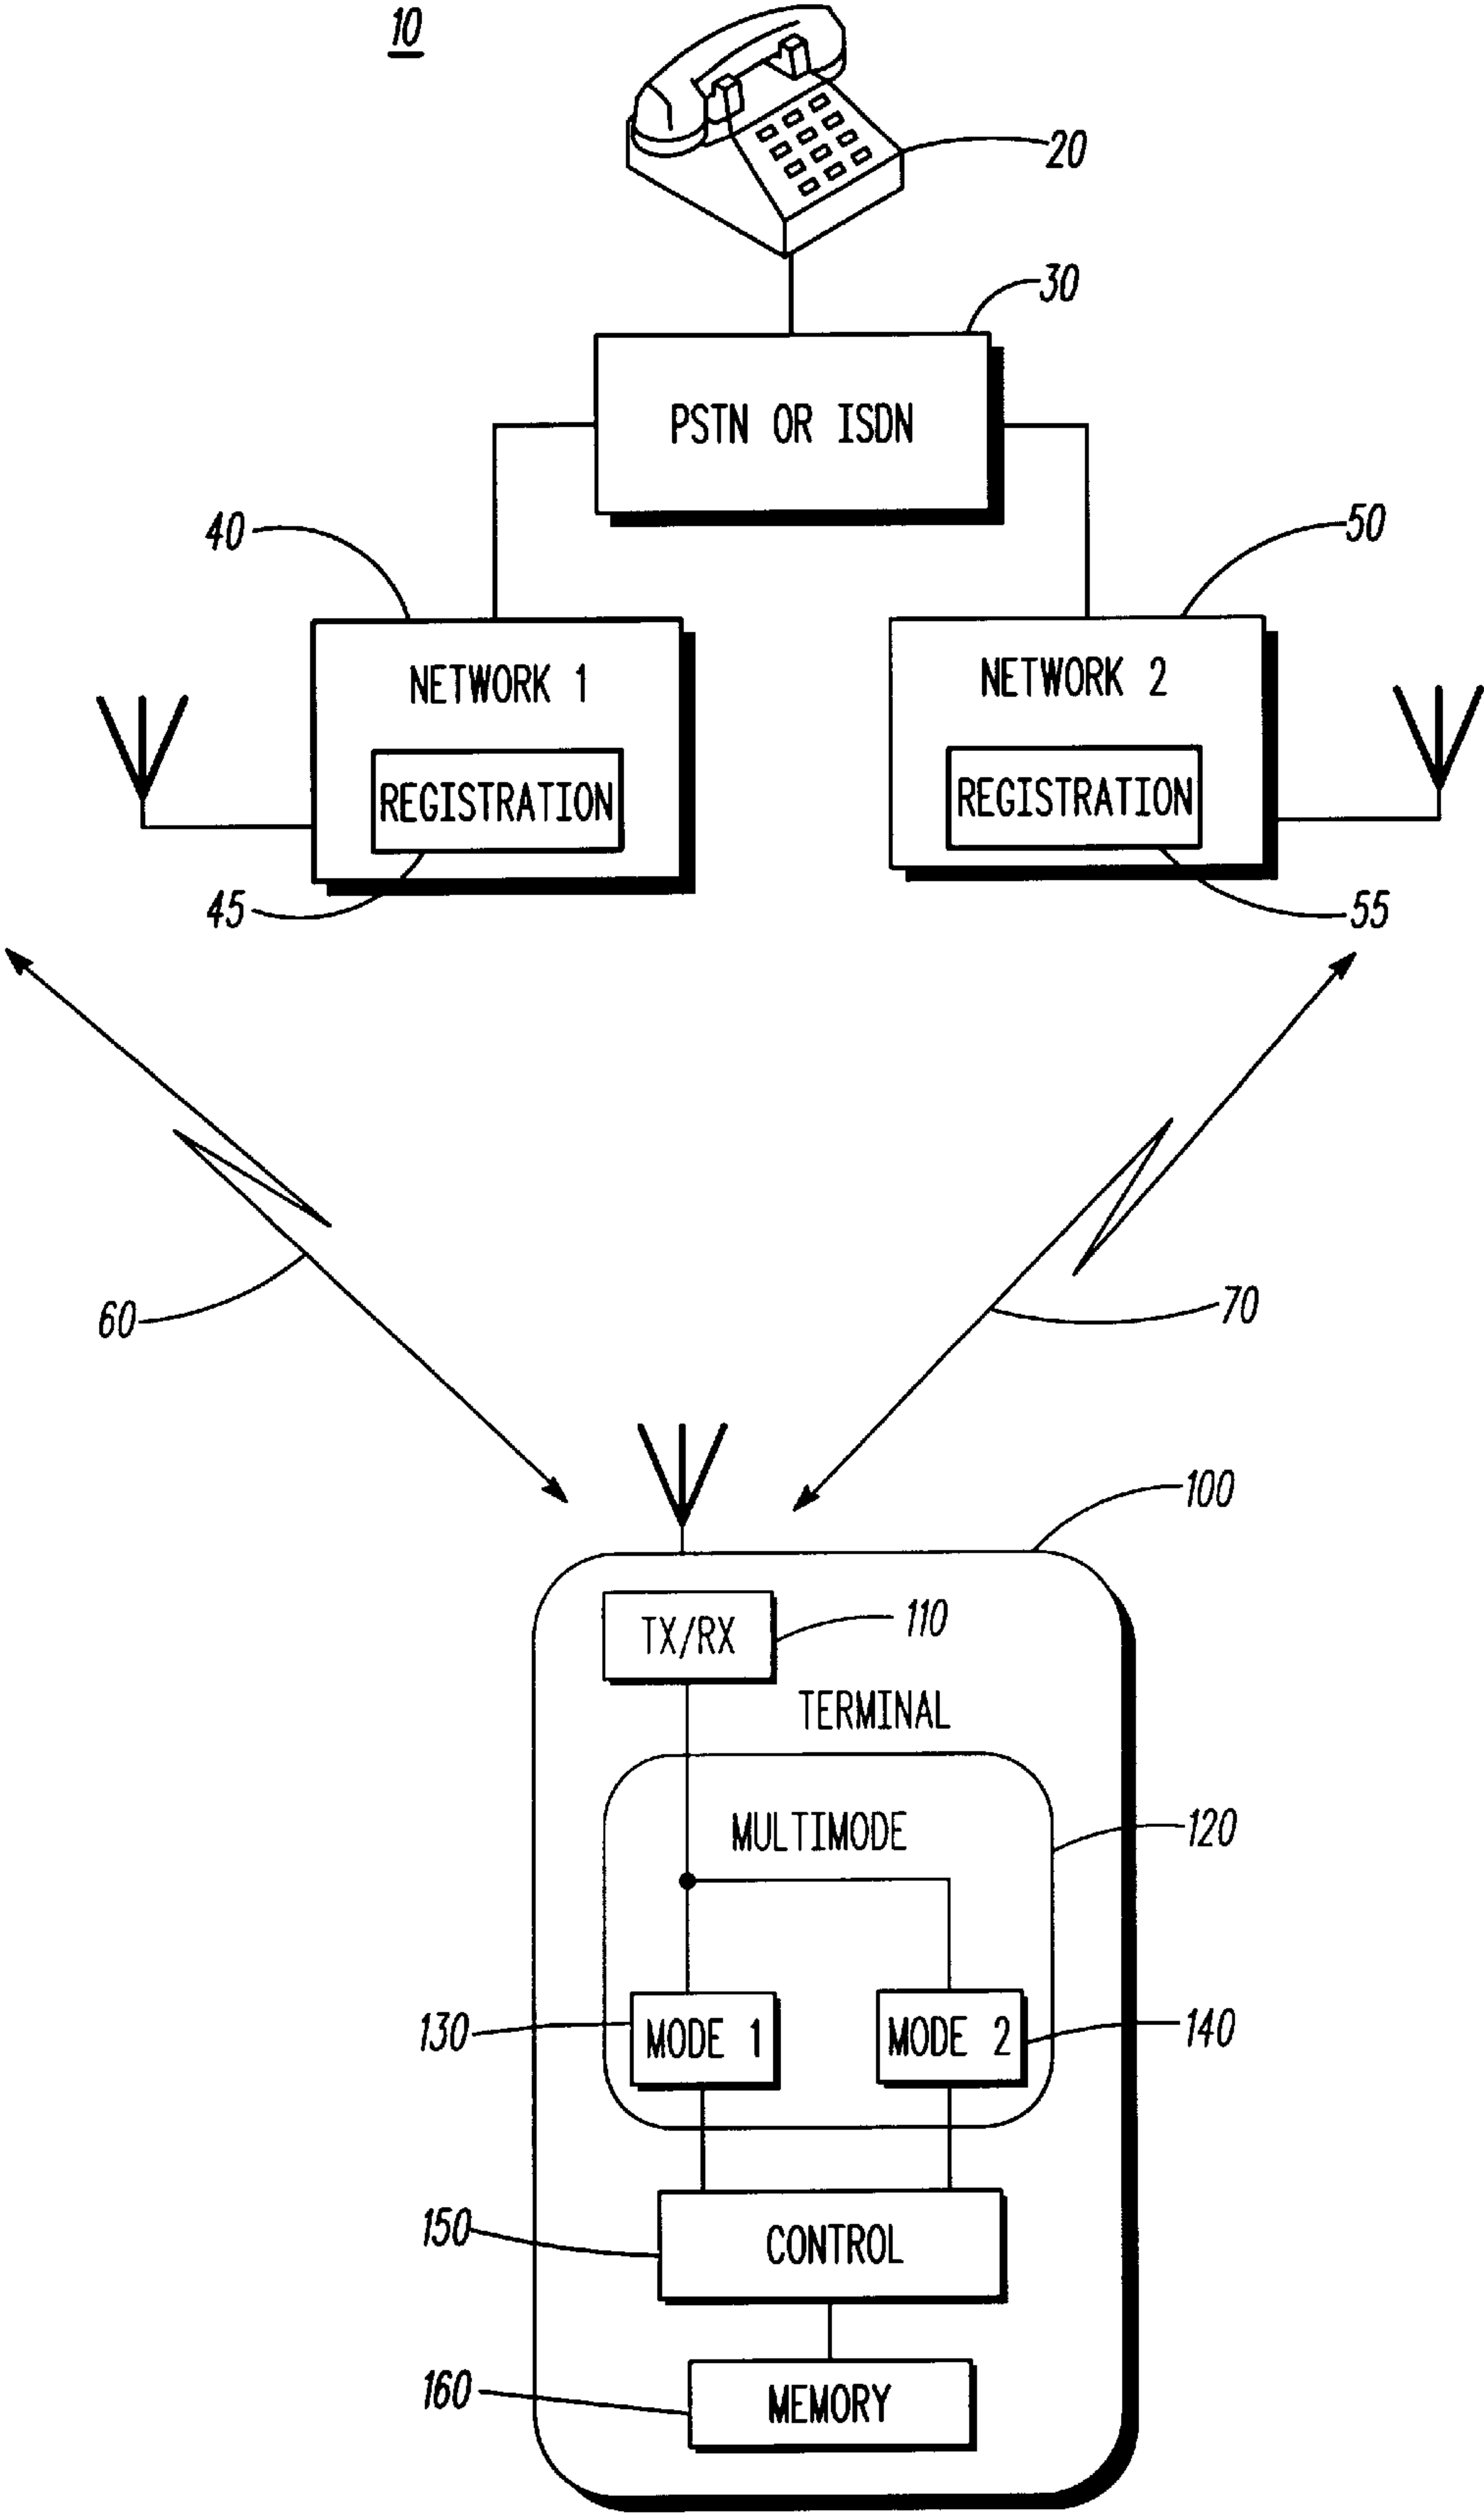 10
20
30
PSTN OR ISDN
40
50
NETWORK 1
NETWORK 2
REGISTRATION
REGISTRATION
45
55
60
70
100
TX/RX
110
TERMINAL
MULTIMODE
120
130
MODE 1
MODE 2
140
150
CONTROL
160
MEMORY